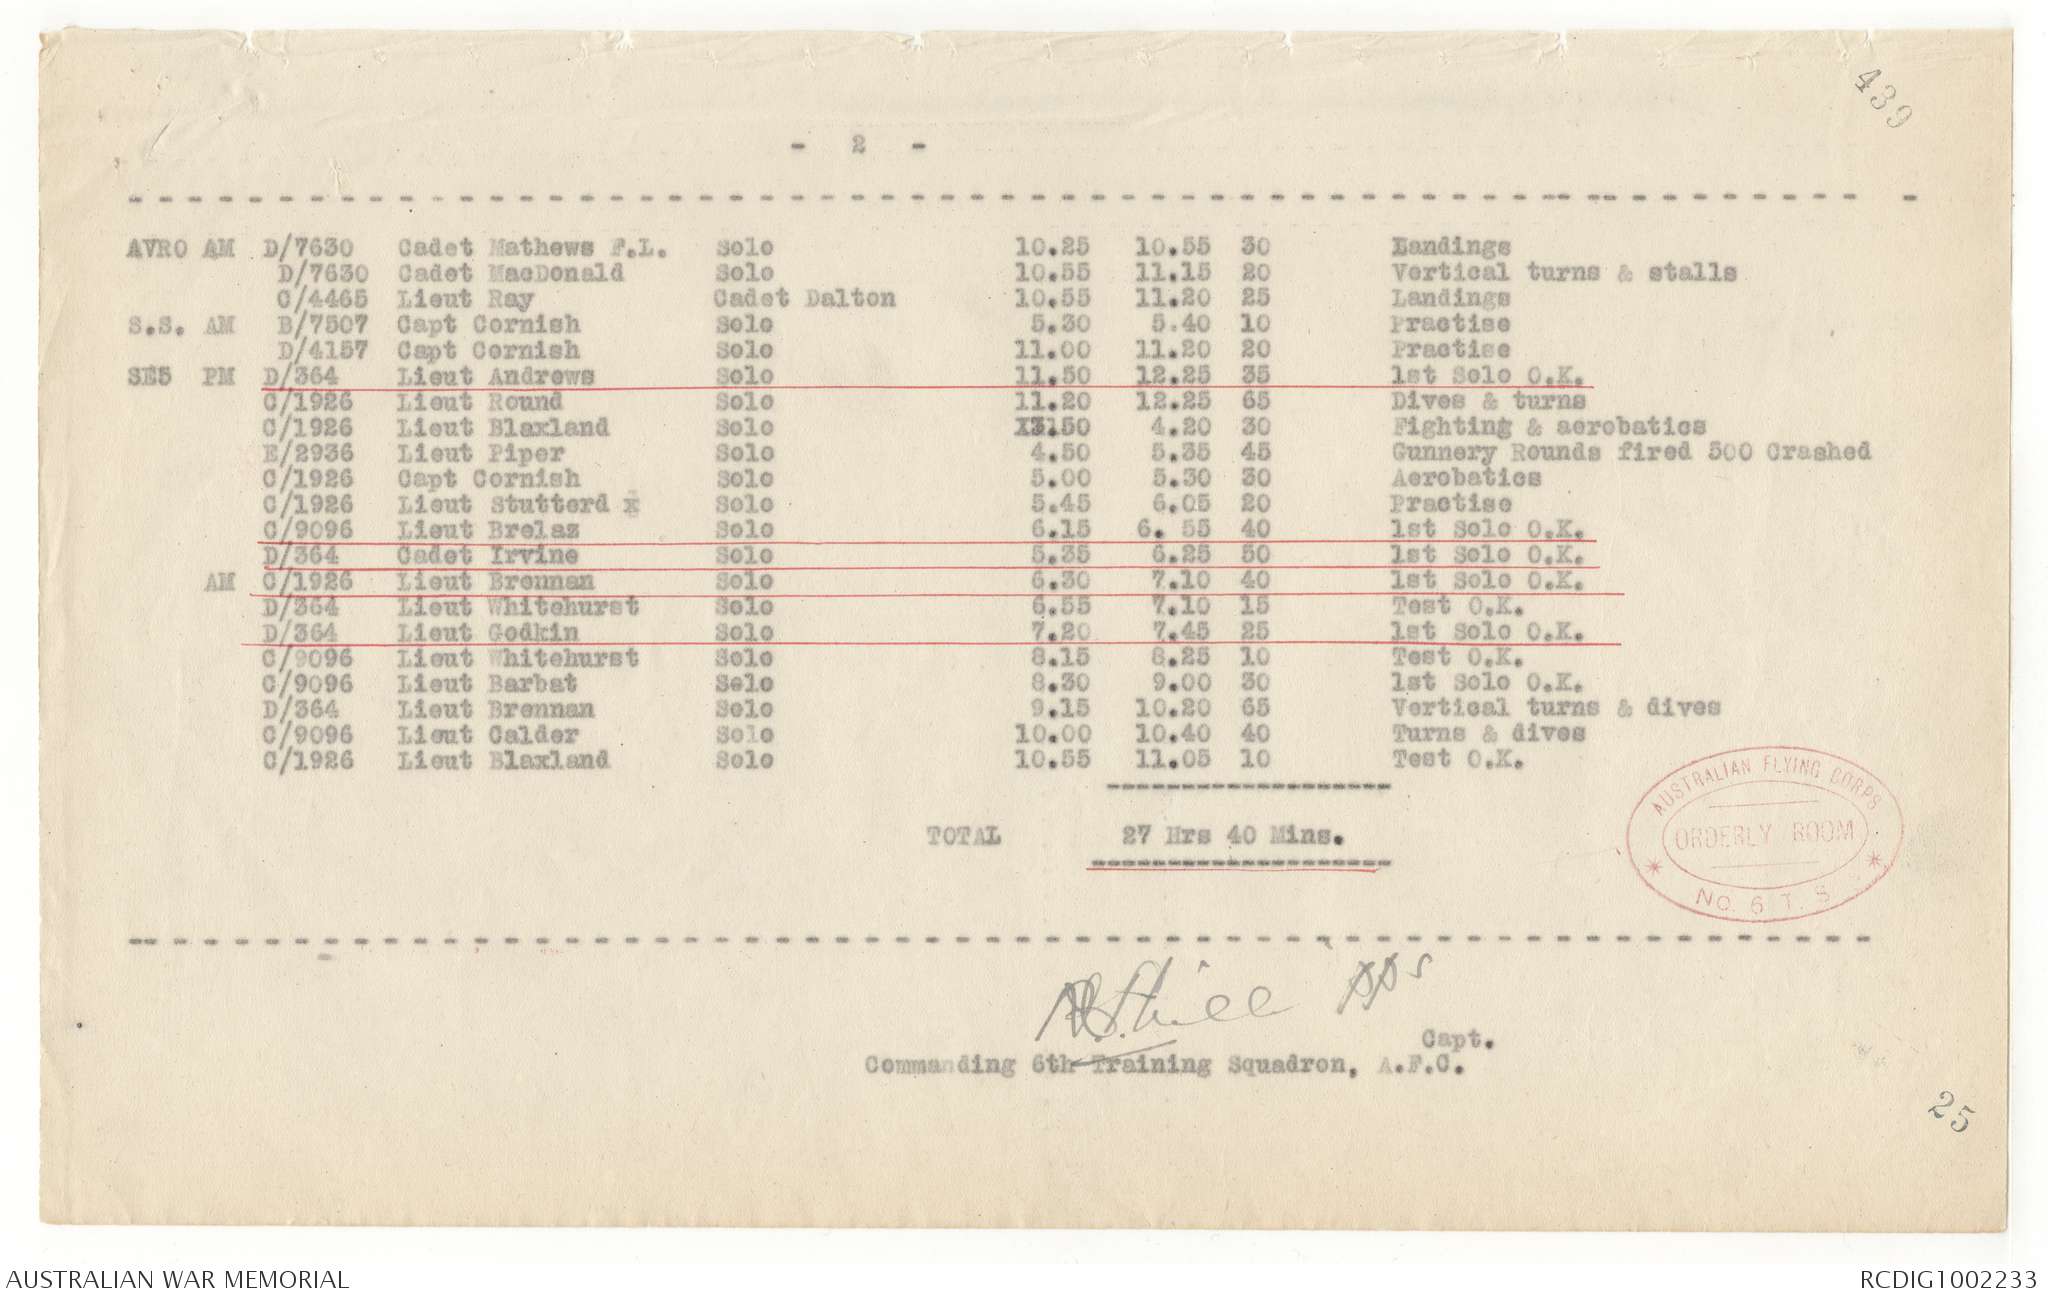 439
- 2 -
AVRO AM D/7630 Cadet Mathews F.L. Solo 10.25 10.55 30 Landings
D/7630 Cadet MacDonald Solo 10.55 11.15 20 Vertical turns & stalls
C/4465 Lieut Ray Cadet Dalton 10.55 11.20 25 Landings
S.S. AM B/7507 Capt Cornish Solo 5.30 5.40 10 Practise
D/4157 Capt Cornish Solo 11.00 11.20 20 Practise
SE5 PM D/364 Lieut Andrews Solo 11.50 12.25 35 1st Solo O.K.
C/1926 Lieut Round Solo 11.20 12.25 65 Dives & turns
C/1926 Lieut Blaxland Solo 3.50 4.20 30 Fighting & aerobatics
E/2936 Lieut Piper Solo 4.50 5.35 45 Gunnery Rounds fired 500 Crashed
C/1926 Capt Cornish Solo 5.00 5.30 30 Aerobatics
C/1926 Lieut Stutterd x Solo 5.45 6.05 20 Practise
C/9096 Lieut Brelaz Solo 6.15 6. 55 40 1st Solo O.K.
D/364 Cadet Irvine Solo 5.35 6.25 50 1st Solo O.K.
AM C/1926 Lieut Brennan Solo 6.30 7.10 40 1st Solo O.K.
D/364 Lieut Whitehurst Solo 6.55 7.10 15 Test O.K.
D/364 Lieut Godkin Solo 7.20 7.45 25 1st Solo O.K.
C/9096 Lieut Whitehurst Solo 8.15 8.25 10 Test O.K.
C/9096 Lieut Barbat Solo 8.30 9.00 30 1st Solo O.K.
D/364 Lieut Brennan Solo 9.15 10.20 65 Vertical turns & dives
C/9096 Lieut Calder Solo 10.00 10.40 40 Turns & dives
C/1926 Lieut Blaxland Solo 10.55 11.05 10 Test O.K.
TOTAL 27 Hrs 40 Mins.
AUSTRALIAN FLYING CORPS
ORDERLY ROOM
No. 6 T. S.
Capt.
Commanding 6th Training Squadron, A.F.C.
25
AUSTRALIAN WAR MEMORIAL
RCDIG1002233